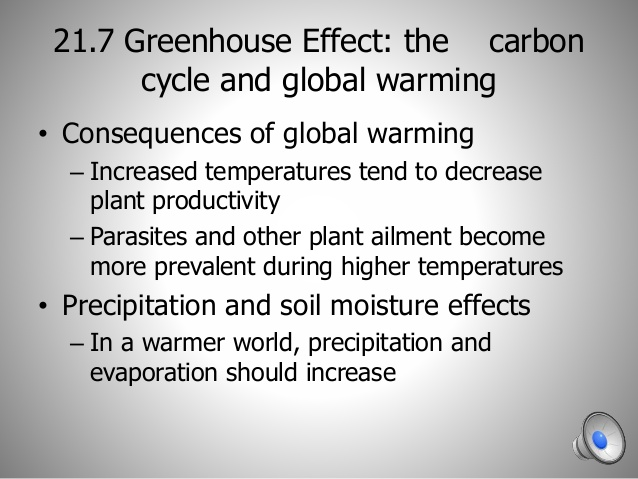 21.7 Greenhouse Effect: the carbon
cycle and global warming
• Consequences of global warming
– Increased temperatures tend to decrease
plant productivity
– Parasites and other plant ailment become
more prevalent during higher temperatures
• Precipitation and soil moisture effects
– In a warmer world, precipitation and
evaporation should increase